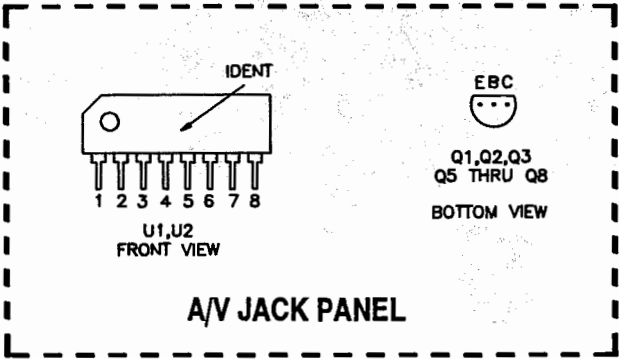 IDENT
1 2 3 4 5 6 7 8
U1,U2
FRONT VIEW
EBC
Q1,Q2,Q3
Q5 THRU Q8
BOTTOM VIEW
A/V JACK PANEL